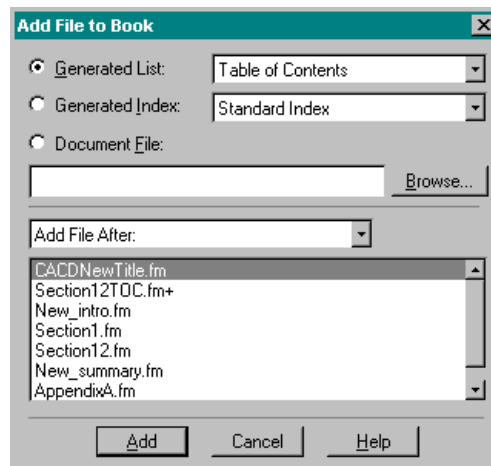 Add File to Book
Generated List: Table of Contents
Generated Index: Standard Index
Document File:
Browse...
Add File After:
CACDNewTitle.fm
Section12TOC.fm+
New_intro.fm
Section1.fm
Section12.fm
New_summary.fm
AppendixA.fm
Add Cancel Help